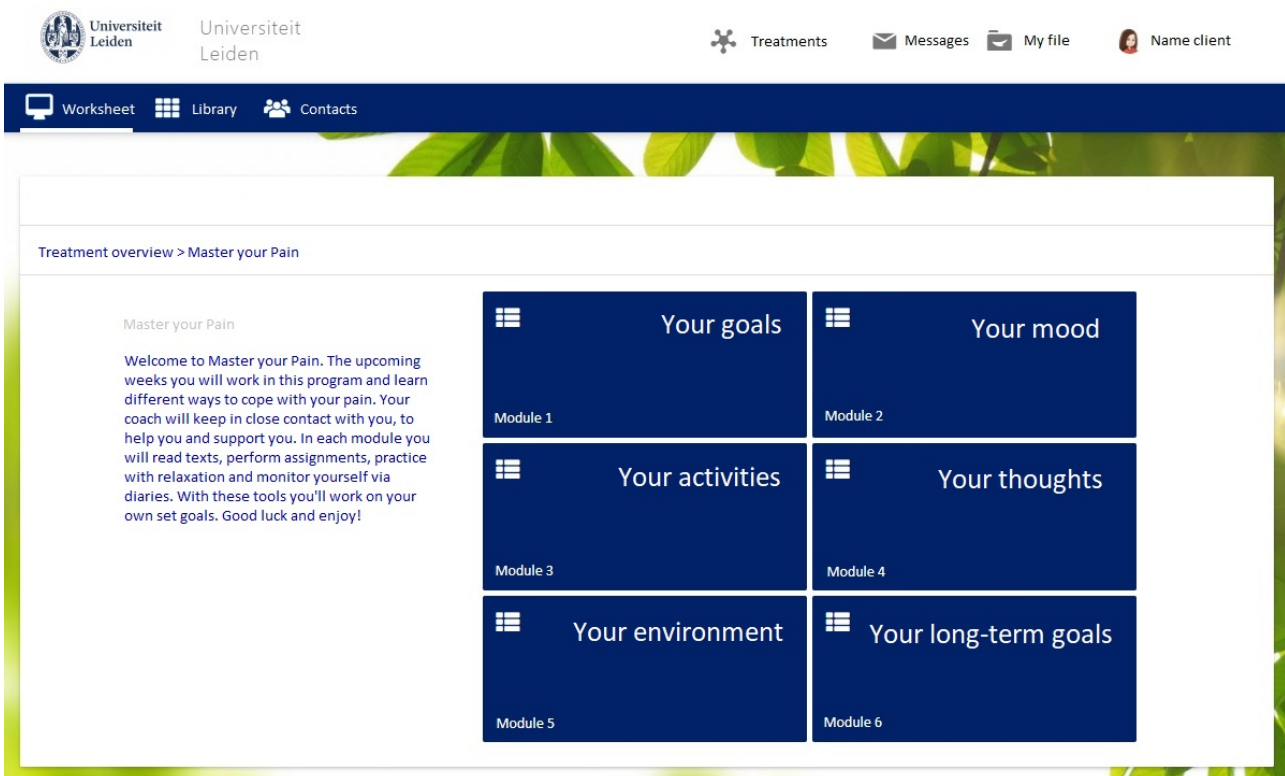 Universiteit
Leiden
Universiteit
Leiden
Treatments
Messages
My file
Name client
Worksheet
Library
Contacts
Treatment overview > Master your Pain
Master your Pain
Welcome to Master your Pain. The upcoming
weeks you will work in this program and learn
different ways to cope with your pain. Your
coach will keep in close contact with you, to
help you and support you. In each module you
will read texts, perform assignments, practice
with relaxation and monitor yourself via
diaries. With these tools you'll work on your
own set goals. Good luck and enjoy!
Your goals
Module 1
Your mood
Module 2
Your activities
Module 3
Your thoughts
Module 4
Your environment
Module 5
Your long-term goals
Module 6